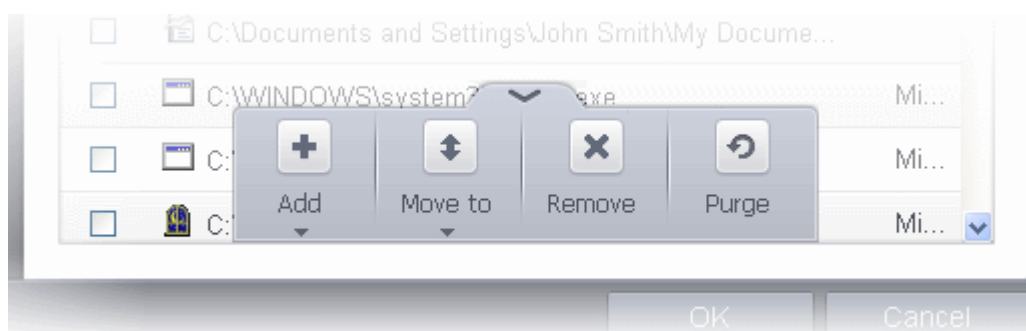 C:\Documents and Settings\John Smith\My Docume...
C:\WINDOWS\system3 xe Mi...
C: Mi...
C: Mi...
Add Move to Remove Purge
OK Cancel